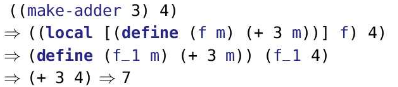 ((make-adder 3) 4)
⇒ ((local [(define (f m) (+ 3 m))] f) 4)
⇒ (define (f_1 m) (+ 3 m)) (f_1 4)
⇒ (+ 3 4) ⇒ 7